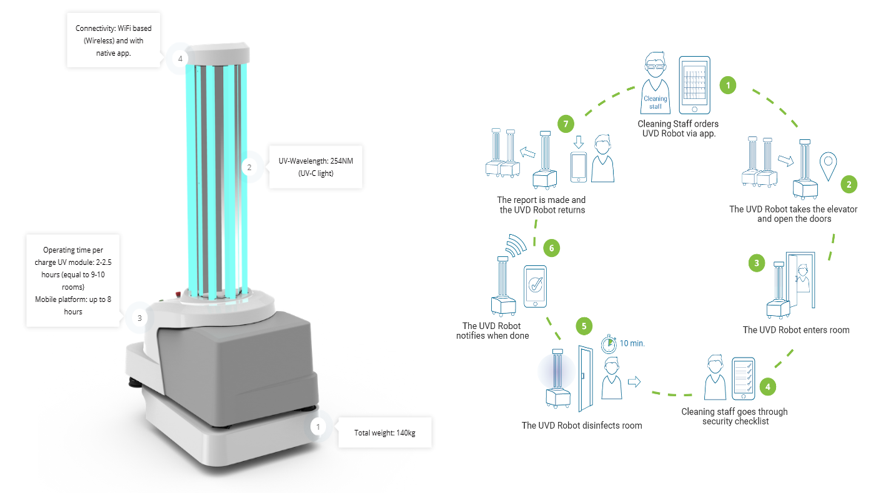 Connectivity: WiFi based
(Wireless) and with
native app.
4
UV-Wavelength: 254NM
(UV-C light)
2
Operating time per
charge UV module: 2-2.5
hours (equal to 9-10
rooms)
Mobile platform: up to 8
hours
3
Total weight: 140kg
1
Cleaning
staff
1
Cleaning Staff orders
UVD Robot via app.
2
The UVD Robot takes the elevator
and open the doors
3
The UVD Robot enters room
4
Cleaning staff goes through
security checklist
5
10 min.
The UVD Robot disinfects room
6
The UVD Robot
notifies when done
7
The report is made and
the UVD Robot returns